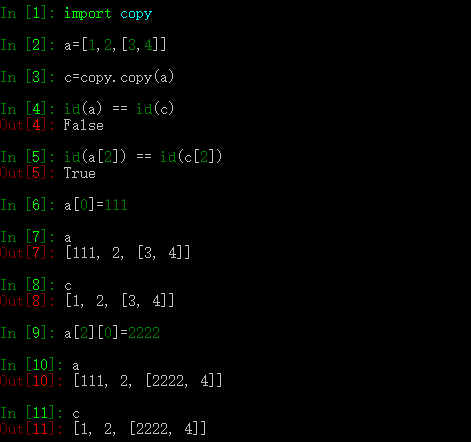 In [1]: import copy
In [2]: a=[1,2,[3,4]]
In [3]: c=copy.copy(a)
In [4]: id(a) == id(c)
Out[4]: False
In [5]: id(a[2]) == id(c[2])
Out[5]: True
In [6]: a[0]=111
In [7]: a
Out[7]: [111, 2, [3, 4]]
In [8]: c
Out[8]: [1, 2, [3, 4]]
In [9]: a[2][0]=2222
In [10]: a
Out[10]: [111, 2, [2222, 4]]
In [11]: c
Out[11]: [1, 2, [2222, 4]]